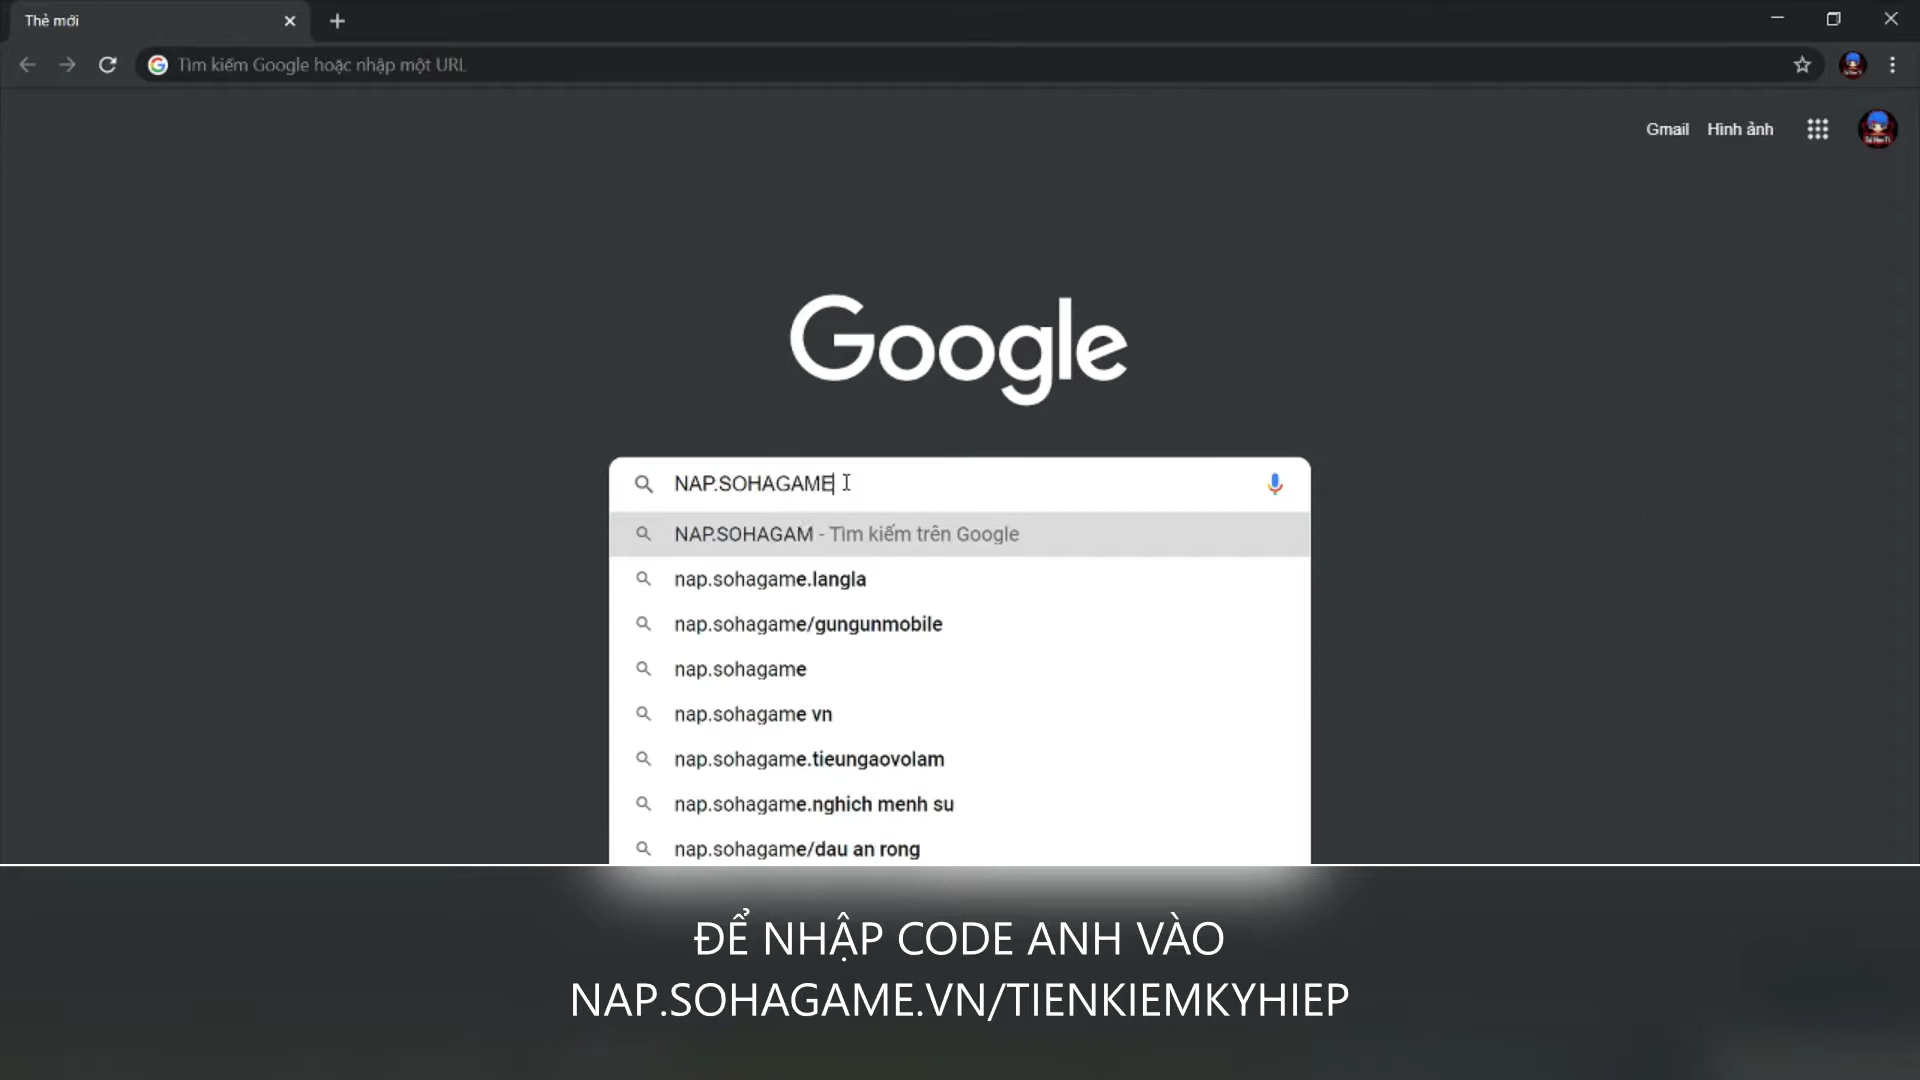 Thẻ mới
Tìm kiếm Google hoặc nhập một URL
Gmail Hình ảnh
Google
NAP.SOHAGAME
NAP.SOHAGAM - Tìm kiếm trên Google
nap.sohagame.langla
nap.sohagame/gungunmobile
nap.sohagame
nap.sohagame vn
nap.sohagame.tieungaovolam
nap.sohagame.nghich menh su
nap.sohagame/dau an rong
ĐỂ NHẬP CODE ANH VÀO
NAP.SOHAGAME.VN/TIENKIEMKYHIEP